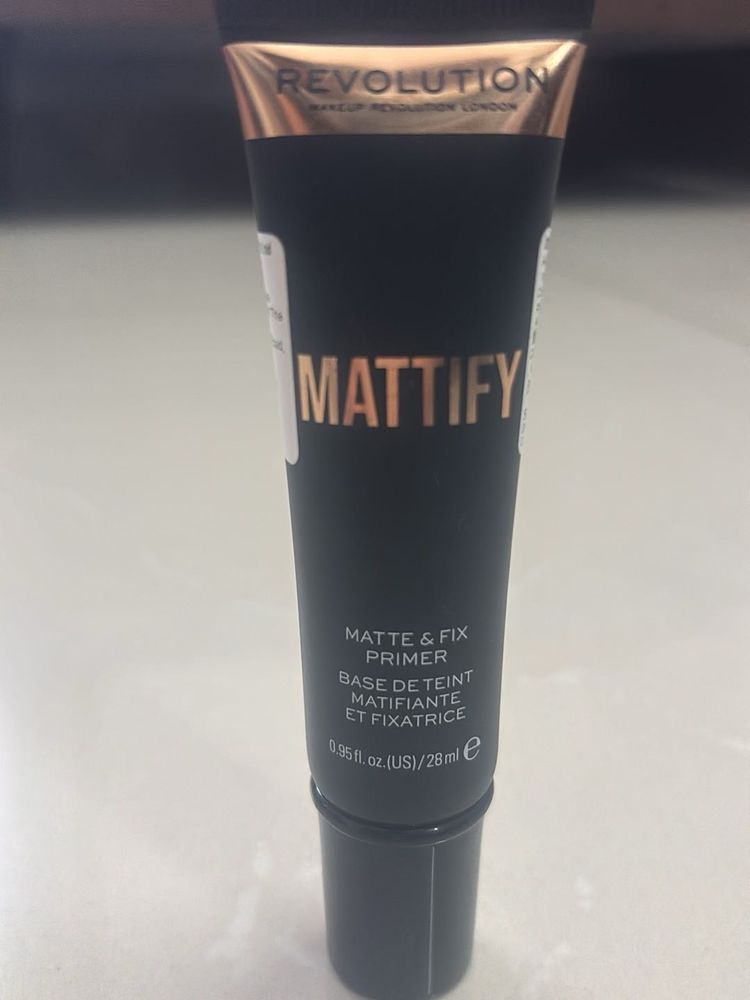 REVOLUTION
MAKEUP REVOLUTION LONDON
MATTIFY
MATTE & FIX
PRIMER
BASE DE TEINT
MATIFIANTE
ET FIXATRICE
0.95 fl. oz.(US)/28 ml ℮